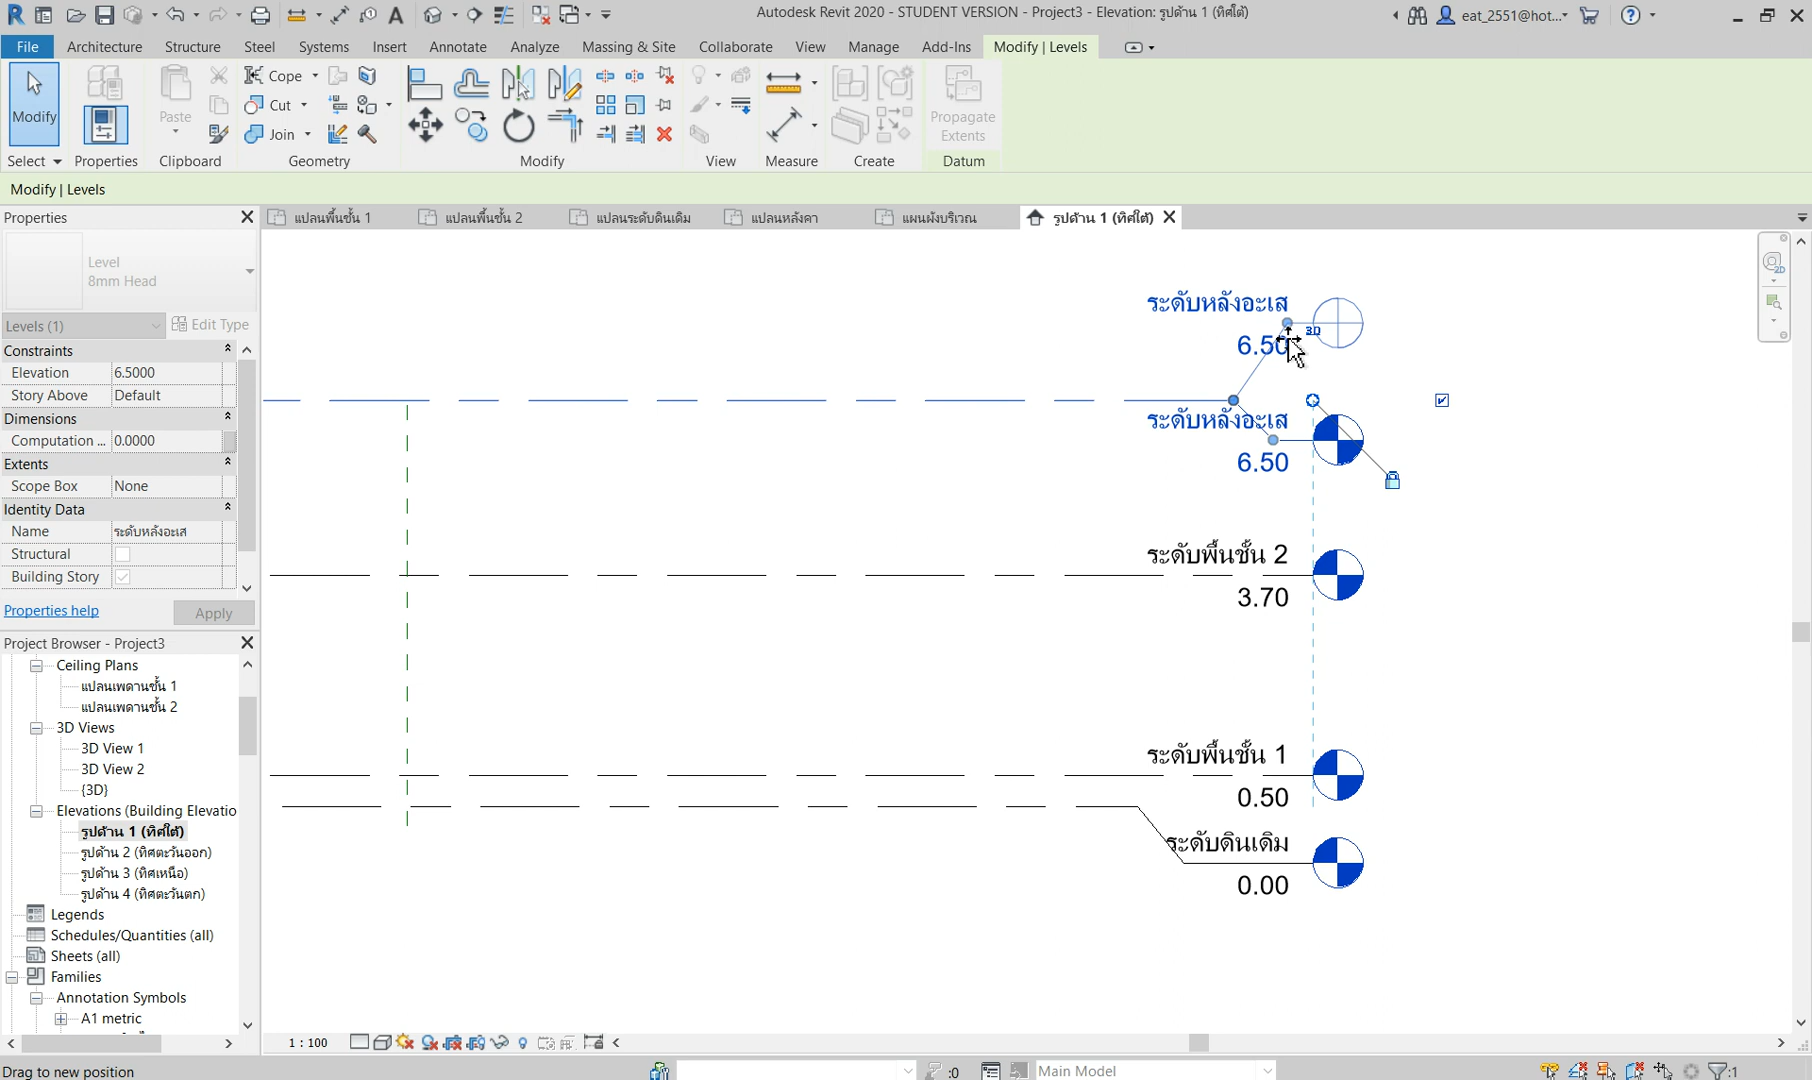 Autodesk Revit 2020 - STUDENT VERSION - Project3 - Elevation: รูปด้าน 1 (ทิศใต้)
eat_2551@hot...
File Architecture Structure Steel Systems Insert Annotate Analyze Massing & Site Collaborate View Manage Add-Ins Modify | Levels
Modify
Paste
Cope
Cut
Join
Propagate
Extents
Select Properties Clipboard Geometry Modify View Measure Create Datum
Modify | Levels
Properties
แปลนพื้นชั้น 1
แปลนพื้นชั้น 2
แปลนระดับดินเดิม
แปลนหลังคา
แผนผังบริเวณ
รูปด้าน 1 (ทิศใต้)
Level
8mm Head
Levels (1)
Edit Type
Constraints
Elevation 6.5000
Story Above Default
Dimensions
Computation ... 0.0000
Extents
Scope Box None
Identity Data
Name ระดับหลังอะเส
Structural
Building Story
Properties help
Apply
Project Browser - Project3
Ceiling Plans
แปลนเพดานชั้น 1
แปลนเพดานชั้น 2
3D Views
3D View 1
3D View 2
{3D}
Elevations (Building Elevatio
รูปด้าน 1 (ทิศใต้)
รูปด้าน 2 (ทิศตะวันออก)
รูปด้าน 3 (ทิศเหนือ)
รูปด้าน 4 (ทิศตะวันตก)
Legends
Schedules/Quantities (all)
Sheets (all)
Families
Annotation Symbols
A1 metric
ระดับหลังอะเส
6.50
3D
ระดับหลังอะเส
6.50
ระดับพื้นชั้น 2
3.70
ระดับพื้นชั้น 1
0.50
ระดับดินเดิม
0.00
2D
1 : 100
Drag to new position
:0
Main Model
:1